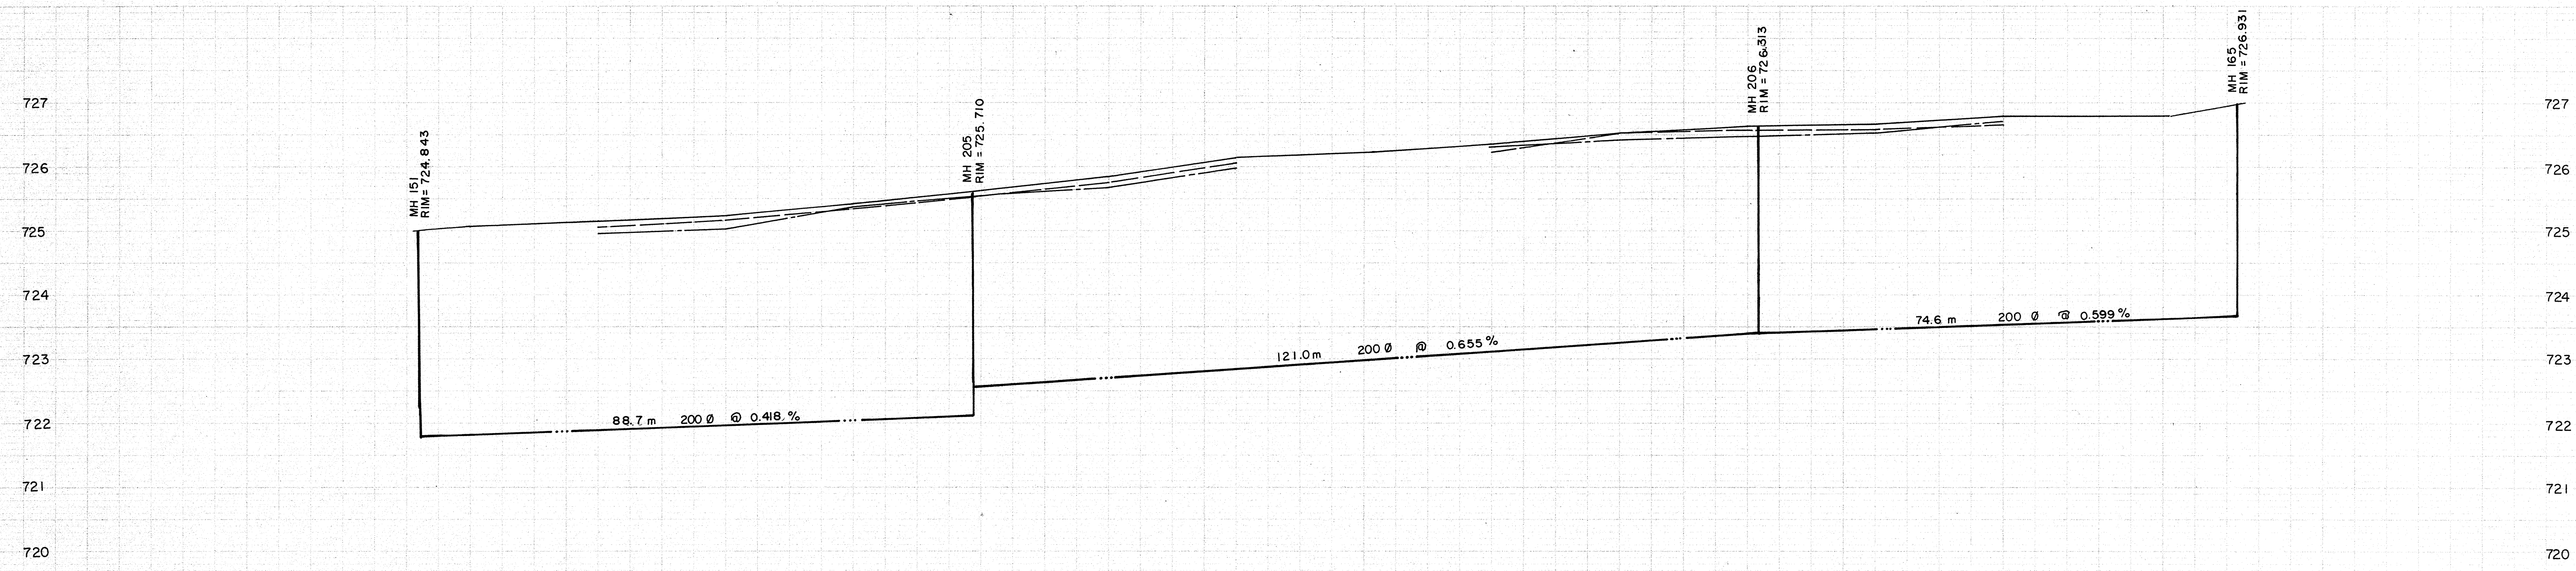 MH 151
RIM = 724.843
MH 205
RIM = 725.710
MH 206
RIM = 726.313
MH 165
RIM = 726.931
727
726
725
724
723
722
721
720
88.7 m 200 Ø @ 0.418 %
121.0 m 200 Ø @ 0.655 %
74.6 m 200 Ø @ 0.599 %
727
726
725
724
723
722
721
720